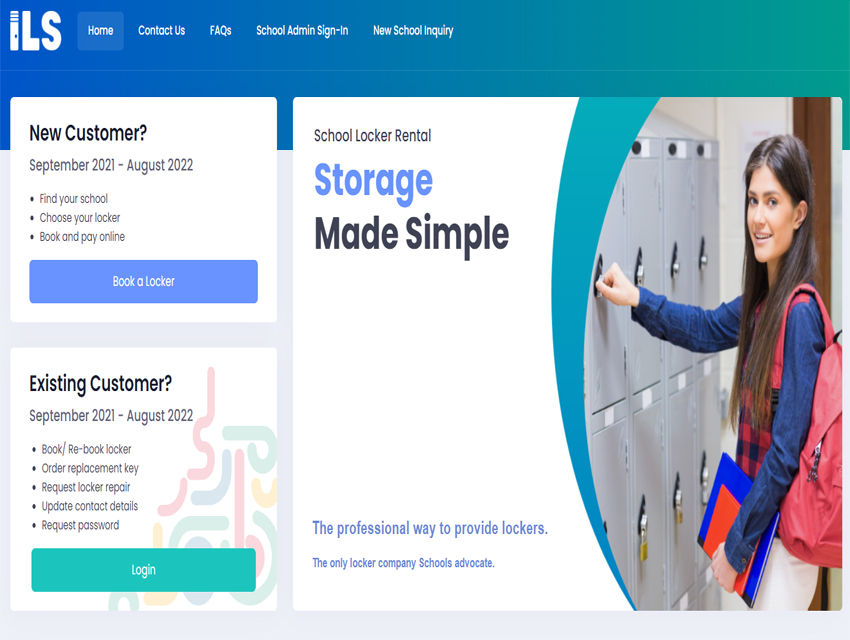 iLS
Home
Contact Us
FAQs
School Admin Sign-In
New School Inquiry
New Customer?
September 2021 - August 2022
• Find your school
• Choose your locker
• Book and pay online
Book a Locker
Existing Customer?
September 2021 - August 2022
• Book/ Re-book locker
• Order replacement key
• Request locker repair
• Update contact details
• Request password
Login
School Locker Rental
Storage
Made Simple
The professional way to provide lockers.
The only locker company Schools advocate.